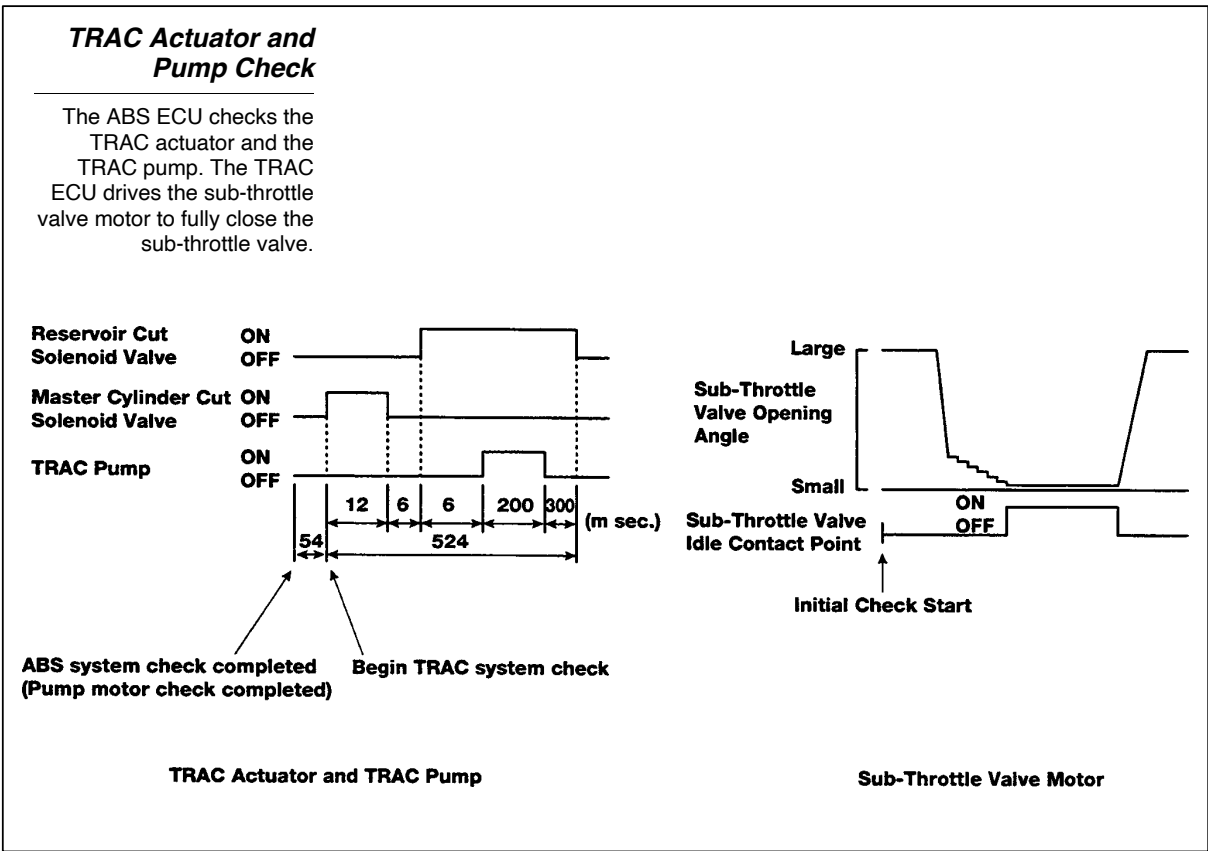 TRAC Actuator and
Pump Check
The ABS ECU checks the
TRAC actuator and the
TRAC pump. The TRAC
ECU drives the sub-throttle
valve motor to fully close the
sub-throttle valve.
Reservoir Cut ON
Solenoid Valve OFF
Master Cylinder Cut ON
Solenoid Valve OFF
TRAC Pump ON
OFF
12 6 6 200 300 (m sec.)
54 524
ABS system check completed
(Pump motor check completed)
Begin TRAC system check
TRAC Actuator and TRAC Pump
Large
Sub-Throttle
Valve Opening
Angle
Small
ON
Sub-Throttle Valve OFF
Idle Contact Point
Initial Check Start
Sub-Throttle Valve Motor